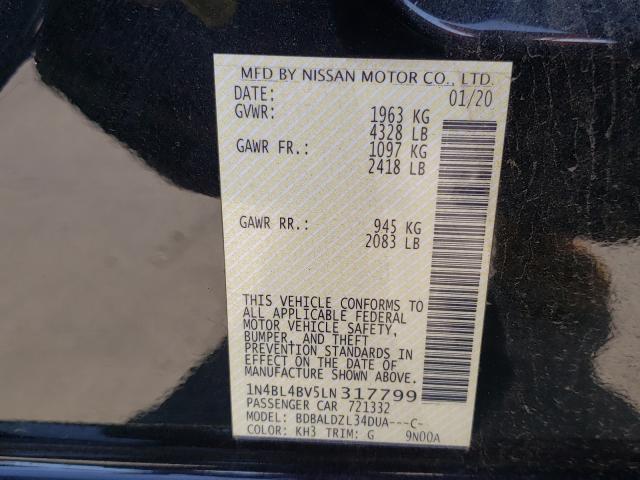 MFD BY NISSAN MOTOR CO., LTD.
DATE: 01/20
GVWR: 1963 KG
4328 LB
GAWR FR.: 1097 KG
2418 LB
GAWR RR.: 945 KG
2083 LB
THIS VEHICLE CONFORMS TO
ALL APPLICABLE FEDERAL
MOTOR VEHICLE SAFETY,
BUMPER, AND THEFT
PREVENTION STANDARDS IN
EFFECT ON THE DATE OF
MANUFACTURE SHOWN ABOVE.
1N4BL4BV5LN317799
PASSENGER CAR 721332
MODEL: BDBALDZL34DUA---C-
COLOR: KH3 TRIM: G 9N00A